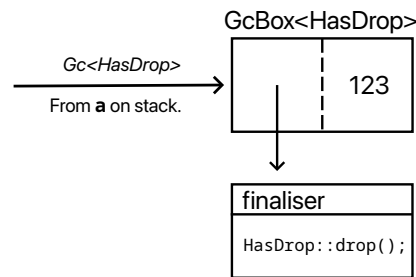 GcBox<HasDrop>
Gc<HasDrop>
From a on stack.
123
finaliser
HasDrop::drop();